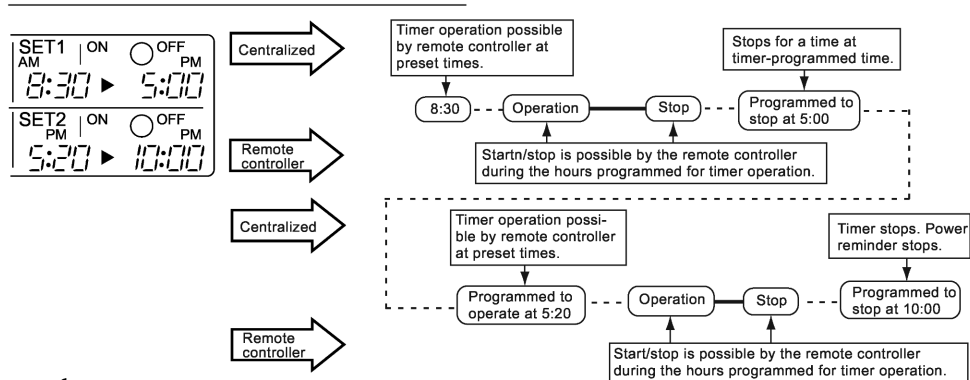 SET1 ON OFF
AM PM
8:30 ▶ 5:00
SET2 ON OFF
PM PM
5:20 ▶ 10:00
Centralized
Timer operation possible
by remote controller at
preset times.
Stops for a time at
timer-programmed time.
8:30
Operation
Stop
Programmed to
stop at 5:00
Remote
controller
Startn/stop is possible by the remote controller
during the hours programmed for timer operation.
Centralized
Timer operation possi-
ble by remote controller
at preset times.
Timer stops. Power
reminder stops.
Programmed to
operate at 5:20
Operation
Stop
Programmed to
stop at 10:00
Remote
controller
Start/stop is possible by the remote controller
during the hours programmed for timer operation.